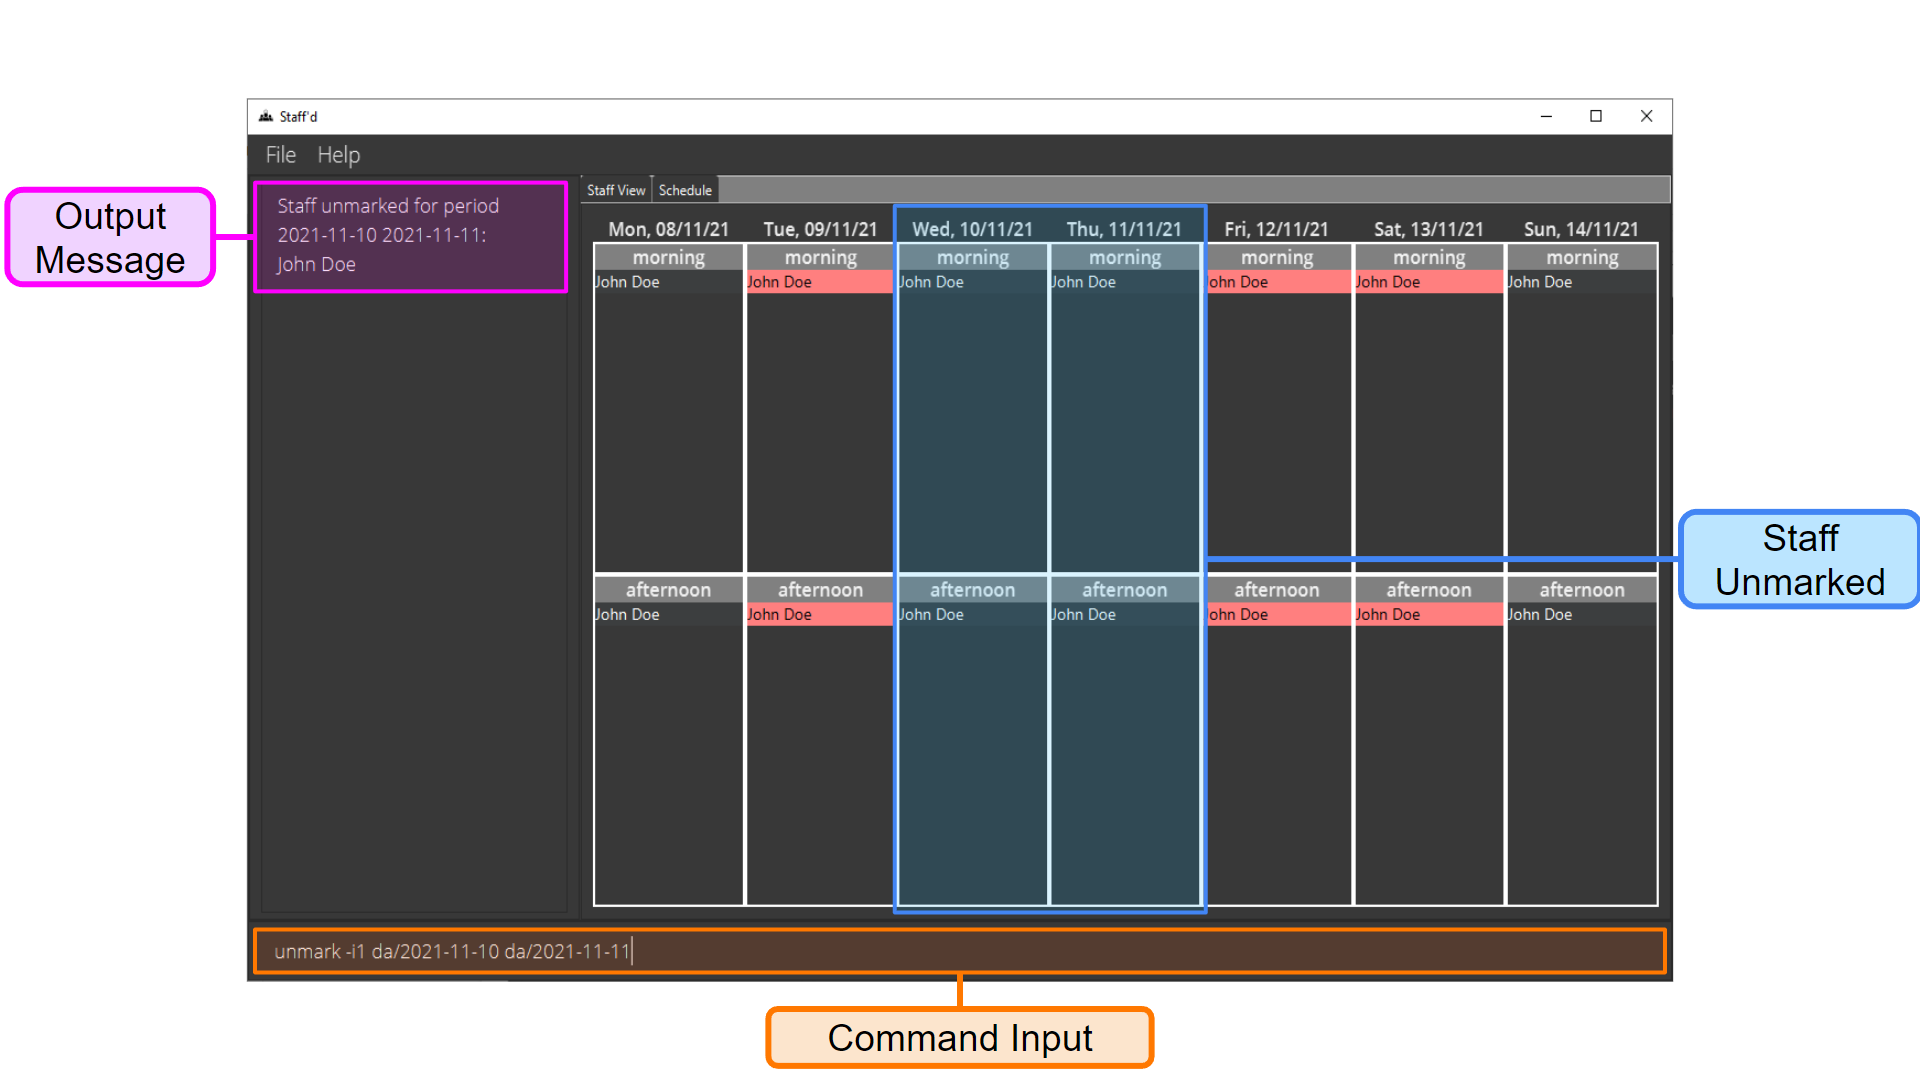 Staff'd
File Help
Output
Message
Staff unmarked for period
2021-11-10 2021-11-11:
John Doe
Staff View Schedule
Mon, 08/11/21 Tue, 09/11/21 Wed, 10/11/21 Thu, 11/11/21 Fri, 12/11/21 Sat, 13/11/21 Sun, 14/11/21
morning morning morning morning morning morning morning
John Doe John Doe John Doe John Doe John Doe John Doe John Doe
Staff
Unmarked
afternoon afternoon afternoon afternoon afternoon afternoon afternoon
John Doe John Doe John Doe John Doe John Doe John Doe John Doe
unmark -i1 da/2021-11-10 da/2021-11-11
Command Input